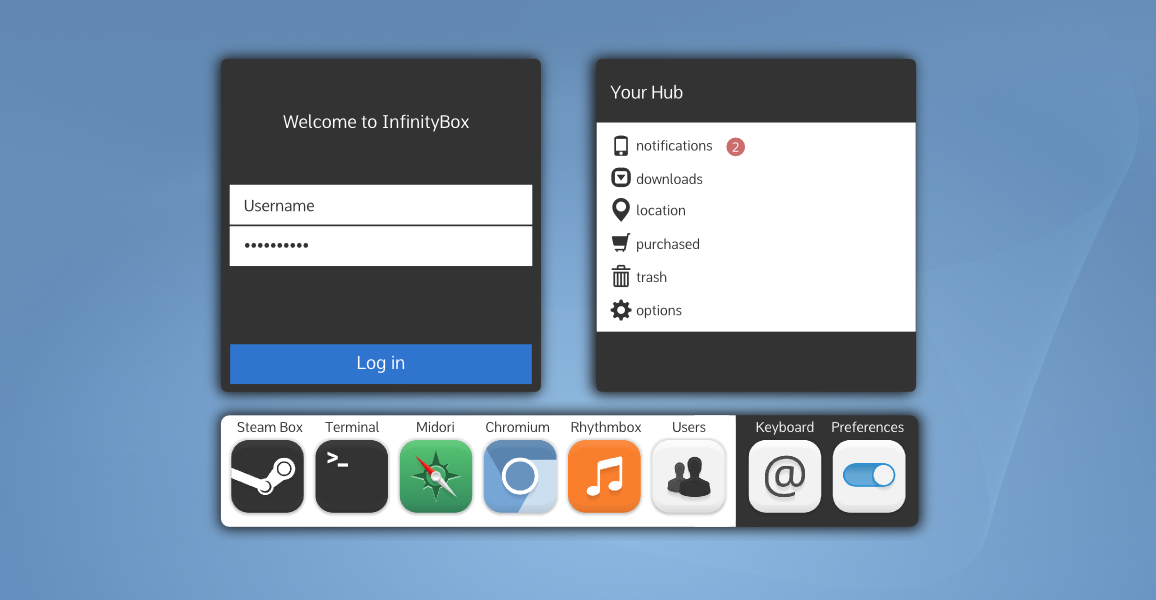 Welcome to InfinityBox
Username
••••••••••
Log in
Your Hub
notifications 2
downloads
location
purchased
trash
options
Steam Box Terminal Midori Chromium Rhythmbox Users Keyboard Preferences
>_ @